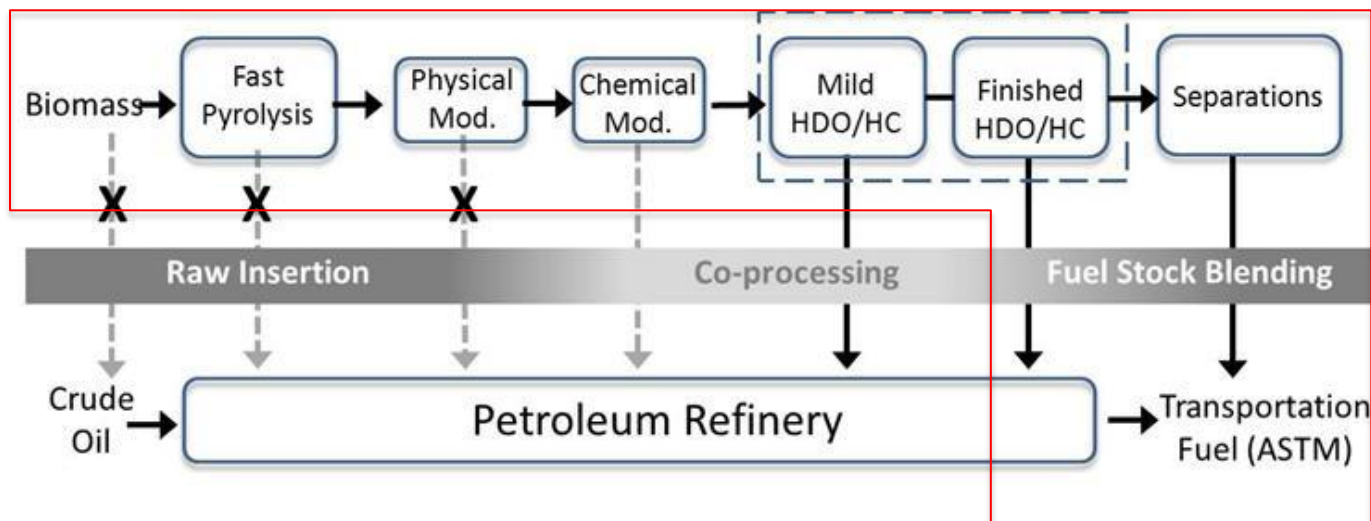 Biomass
Fast
Pyrolysis
Physical
Mod.
Chemical
Mod.
Mild
HDO/HC
Finished
HDO/HC
Separations
X
X
X
Raw Insertion
Co-processing
Fuel Stock Blending
Crude
Oil
Petroleum Refinery
Transportation
Fuel (ASTM)